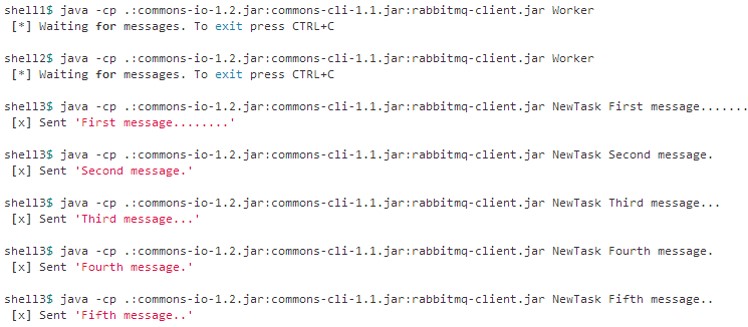 shell1$ java -cp .:commons-io-1.2.jar:commons-cli-1.1.jar:rabbitmq-client.jar Worker
[*] Waiting for messages. To exit press CTRL+C
shell2$ java -cp .:commons-io-1.2.jar:commons-cli-1.1.jar:rabbitmq-client.jar Worker
[*] Waiting for messages. To exit press CTRL+C
shell3$ java -cp .:commons-io-1.2.jar:commons-cli-1.1.jar:rabbitmq-client.jar NewTask First message.......
[x] Sent 'First message........'
shell3$ java -cp .:commons-io-1.2.jar:commons-cli-1.1.jar:rabbitmq-client.jar NewTask Second message.
[x] Sent 'Second message.'
shell3$ java -cp .:commons-io-1.2.jar:commons-cli-1.1.jar:rabbitmq-client.jar NewTask Third message...
[x] Sent 'Third message...'
shell3$ java -cp .:commons-io-1.2.jar:commons-cli-1.1.jar:rabbitmq-client.jar NewTask Fourth message.
[x] Sent 'Fourth message.'
shell3$ java -cp .:commons-io-1.2.jar:commons-cli-1.1.jar:rabbitmq-client.jar NewTask Fifth message..
[x] Sent 'Fifth message..'